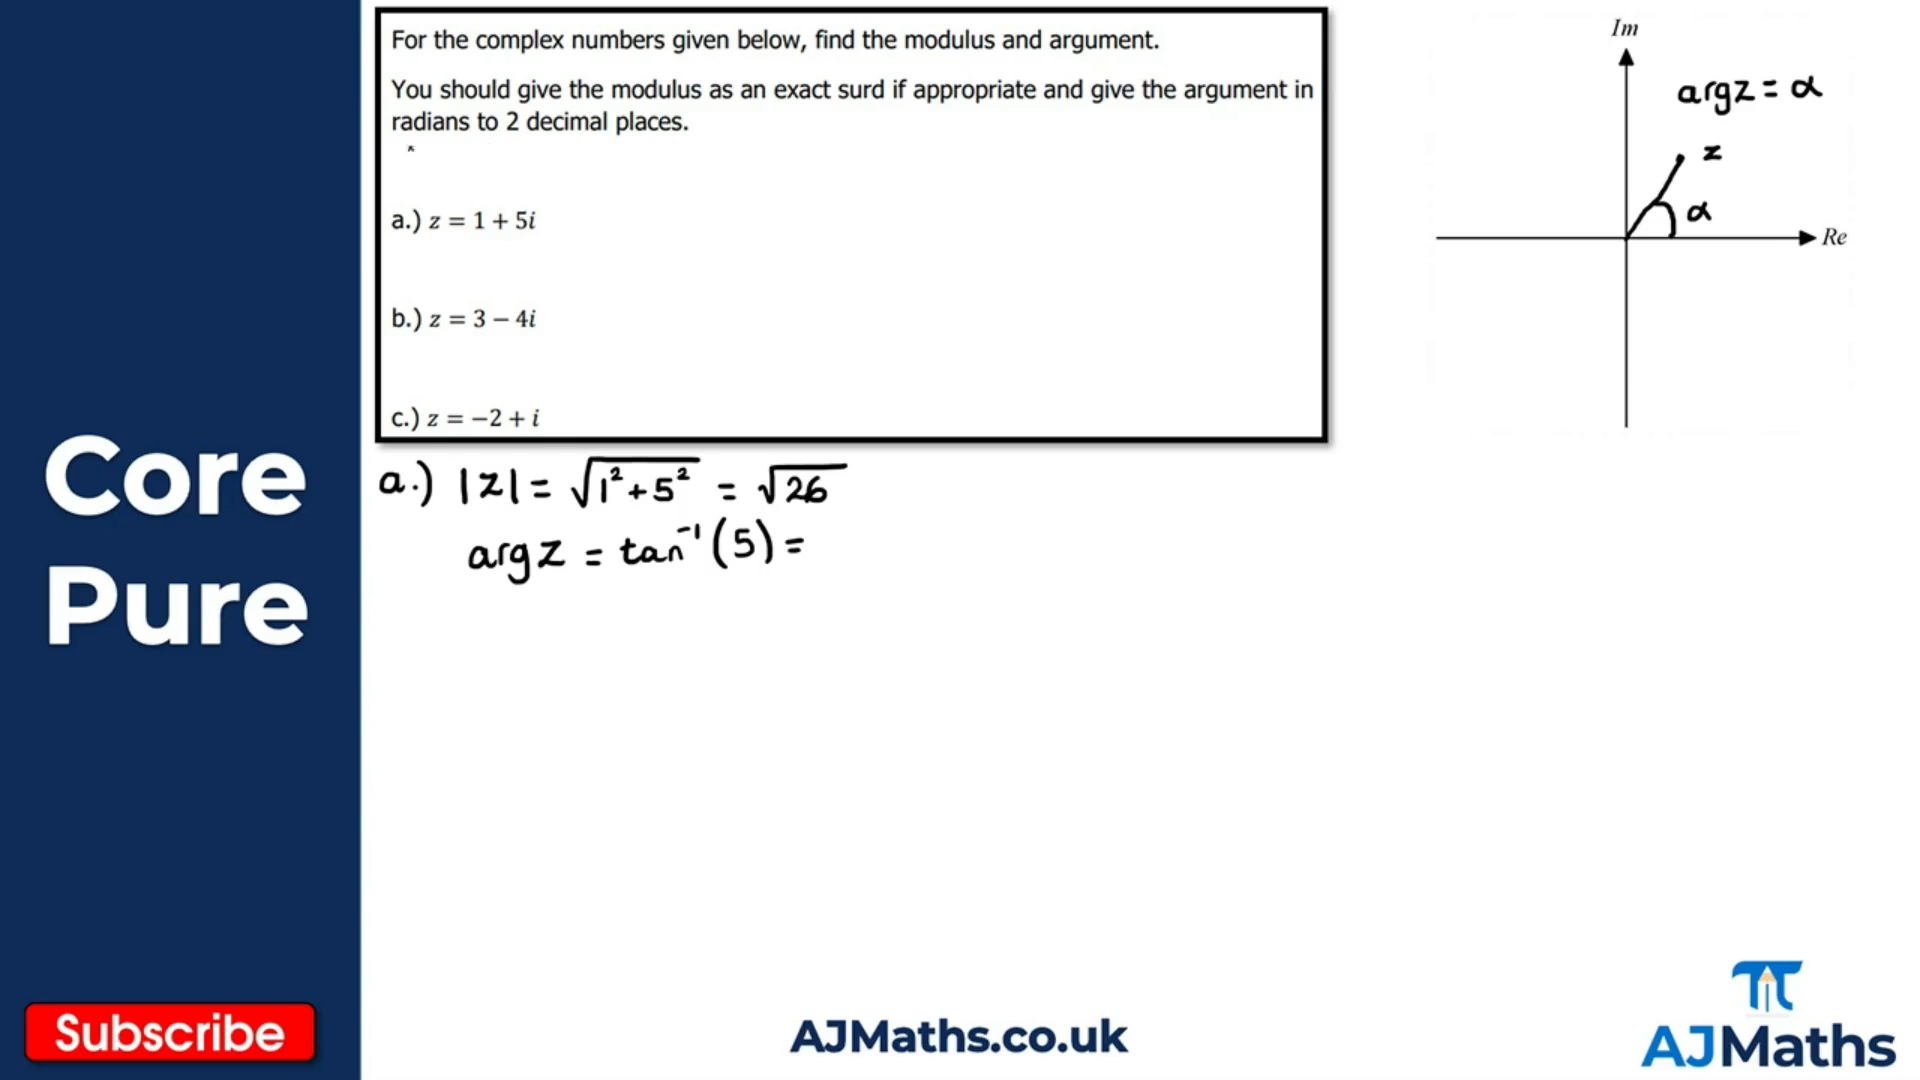 For the complex numbers given below, find the modulus and argument.
You should give the modulus as an exact surd if appropriate and give the argument in
radians to 2 decimal places.
a.) z = 1 + 5i
b.) z = 3 − 4i
c.) z = −2 + i
Im
arg z = α
z
α
Re
a.) |z| = √(1² + 5²) = √26
arg z = tan⁻¹(5) =
Core
Pure
Subscribe
AJMaths.co.uk
AJMaths